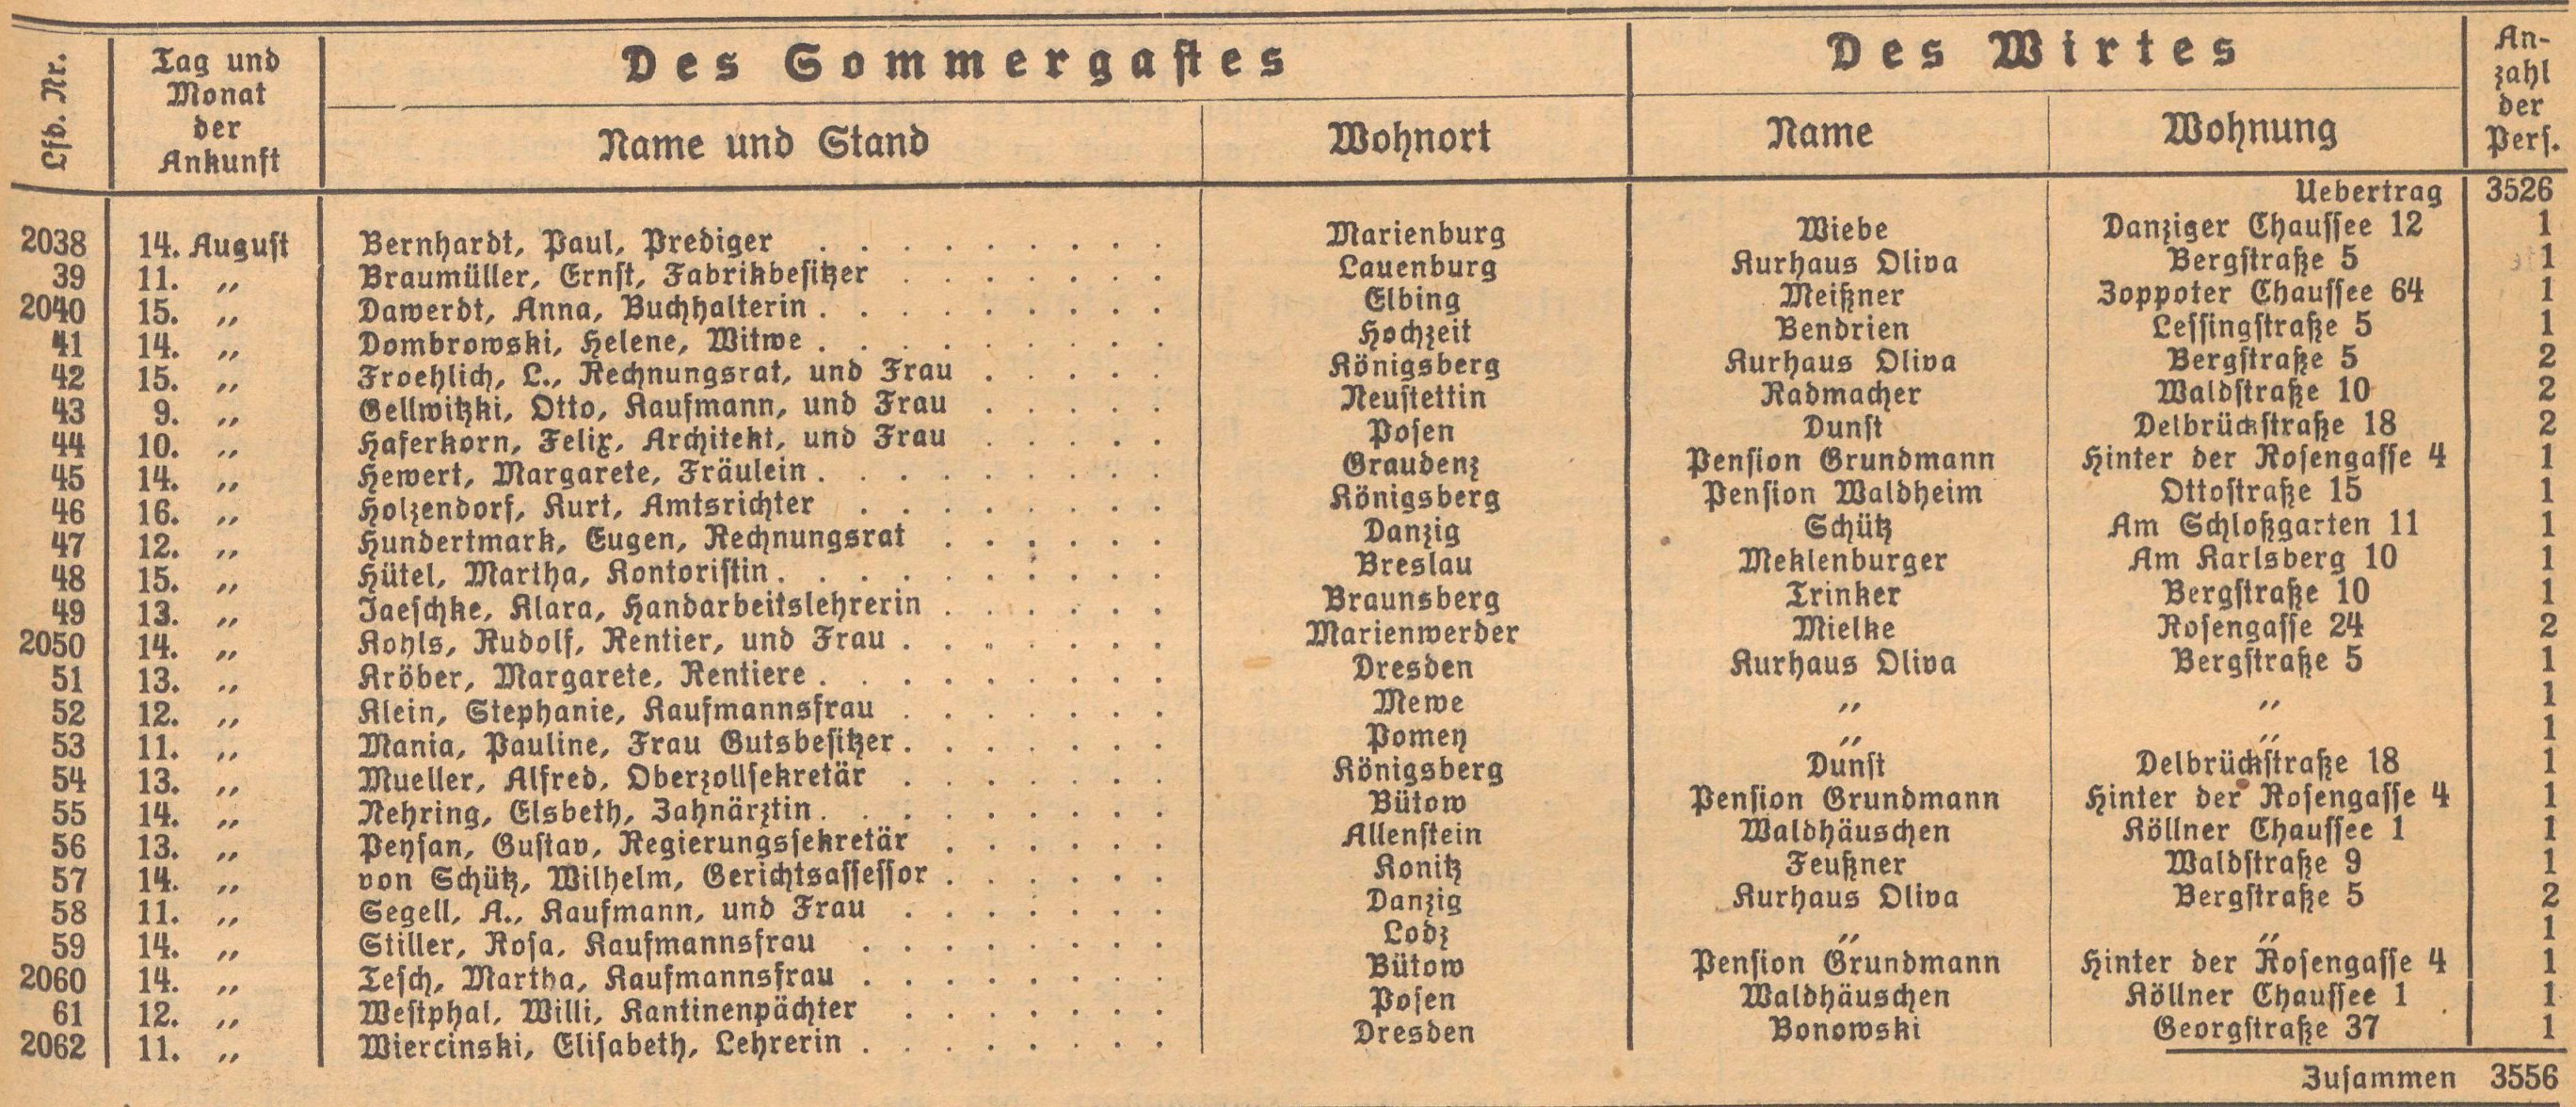 Lfd. Nr. Tag und Monat der Ankunft Des Sommergastes Des Wirtes Anzahl der Pers.
Name und Stand Wohnort Name Wohnung
Uebertrag 3526
2038 14. August Bernhardt, Paul, Prediger . . . . . . . . . Marienburg Wiebe Danziger Chaussee 12 1
39 11. „ Braumüller, Ernst, Fabrikbesitzer . . . . . . . Lauenburg Kurhaus Oliva Bergstraße 5 1
2040 15. „ Dawerdt, Anna, Buchhalterin . . . . . . . . . Elbing Meißner Zoppoter Chaussee 64 1
41 14. „ Dombrowski, Helene, Witwe . . . . . . . . . Hochzeit Bendrien Lessingstraße 5 1
42 15. „ Froehlich, L., Rechnungsrat, und Frau . . . . . Königsberg Kurhaus Oliva Bergstraße 5 2
43 9. „ Gellwitzki, Otto, Kaufmann, und Frau . . . . . Neustettin Radmacher Waldstraße 10 2
44 10. „ Haferkorn, Felix, Architekt, und Frau . . . . . Posen Dunst Delbrückstraße 18 2
45 14. „ Hewert, Margarete, Fräulein . . . . . . . . . Graudenz Pension Grundmann Hinter der Rosengasse 4 1
46 16. „ Holzendorf, Kurt, Amtsrichter . . . . . . . . Königsberg Pension Waldheim Ottostraße 15 1
47 12. „ Hundertmark, Eugen, Rechnungsrat . . . . . . Danzig Schütz Am Schloßgarten 11 1
48 15. „ Hütel, Martha, Kontoristin . . . . . . . . . . Breslau Meklenburger Am Karlsberg 10 1
49 13. „ Jaeschke, Klara, Handarbeitslehrerin . . . . . . Braunsberg Trinker Bergstraße 10 1
2050 14. „ Kohls, Rudolf, Rentier, und Frau . . . . . . . Marienwerder Mielke Rosengasse 24 2
51 13. „ Kröber, Margarete, Rentiere . . . . . . . . . Dresden Kurhaus Oliva Bergstraße 5 1
52 12. „ Klein, Stephanie, Kaufmannsfrau . . . . . . . Mewe „ „ 1
53 11. „ Mania, Pauline, Frau Gutsbesitzer . . . . . . . Pomey „ „ 1
54 13. „ Mueller, Alfred, Oberzollsekretär . . . . . . . Königsberg Dunst Delbrückstraße 18 1
55 14. „ Nehring, Elsbeth, Zahnärztin . . . . . . . . . Bütow Pension Grundmann Hinter der Rosengasse 4 1
56 13. „ Peysan, Gustav, Regierungssekretär . . . . . . Allenstein Waldhäuschen Köllner Chaussee 1 1
57 14. „ von Schütz, Wilhelm, Gerichtsassessor . . . . . . Konitz Feußner Waldstraße 9 1
58 11. „ Segell, A., Kaufmann, und Frau . . . . . . . Danzig Kurhaus Oliva Bergstraße 5 2
59 14. „ Stiller, Rosa, Kaufmannsfrau . . . . . . . . Lodz „ „ 1
2060 14. „ Tesch, Martha, Kaufmannsfrau . . . . . . . . Bütow Pension Grundmann Hinter der Rosengasse 4 1
61 12. „ Westphal, Willi, Kantinenpächter . . . . . . . Posen Waldhäuschen Köllner Chaussee 1 1
2062 11. „ Wiercinski, Elisabeth, Lehrerin . . . . . . . . Dresden Bonowski Georgstraße 37 1
Zusammen 3556